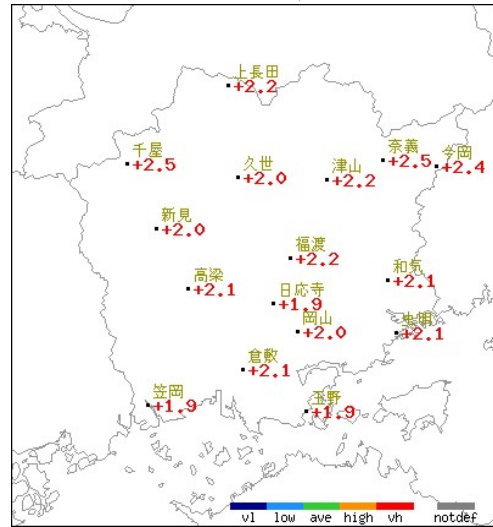 上長田
+2.2
千屋
+2.5
久世
+2.0
津山
+2.2
奈義
+2.5
今岡
+2.4
新見
+2.0
福渡
+2.2
和気
+2.1
高梁
+2.1
日応寺
+1.9
岡山
+2.0
虫明
+2.1
倉敷
+2.1
笠岡
+1.9
玉野
+1.9
vl low ave high vh notdef